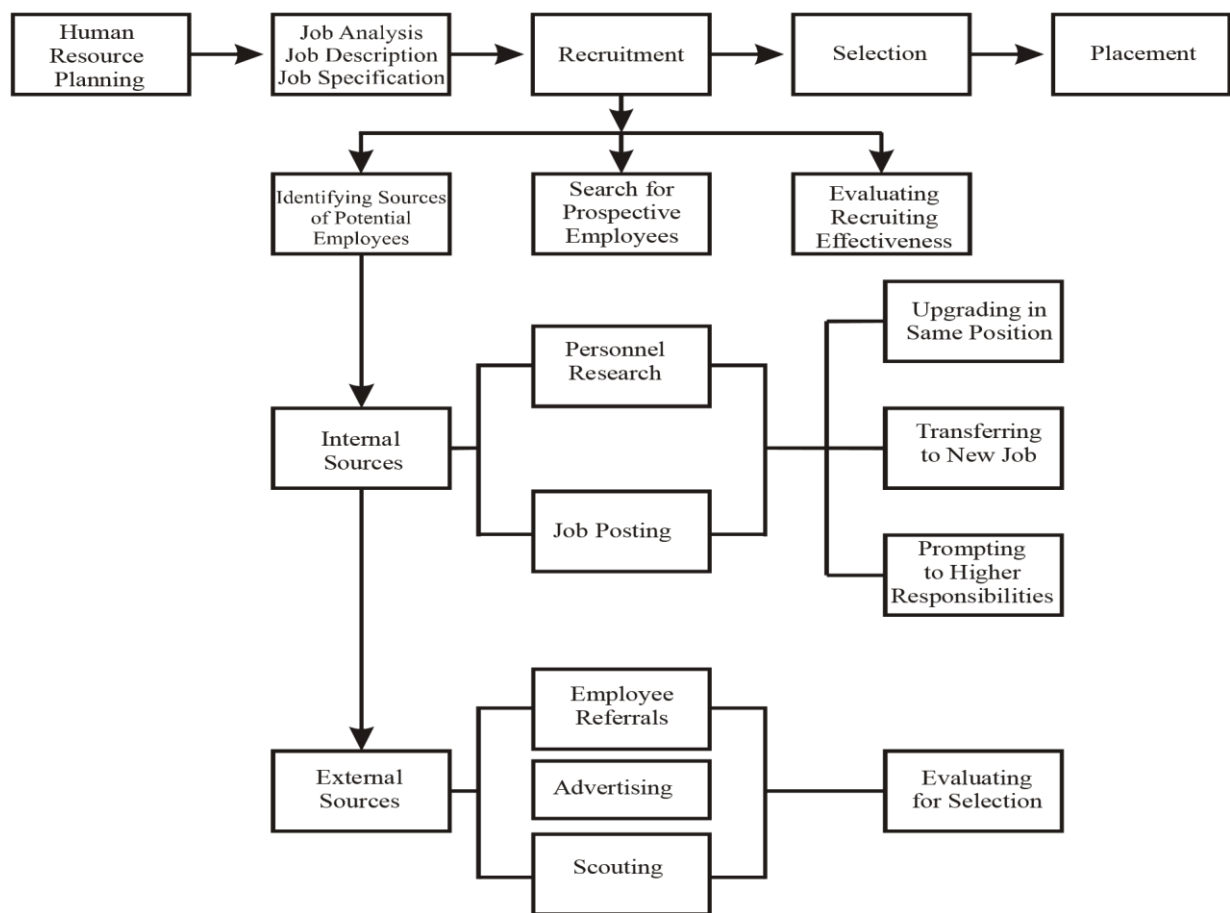 Human
Resource
Planning
Job Analysis
Job Description
Job Specification
Recruitment
Selection
Placement
Identifying Sources
of Potential
Employees
Search for
Prospective
Employees
Evaluating
Recruiting
Effectiveness
Upgrading in
Same Position
Personnel
Research
Internal
Sources
Transferring
to New Job
Job Posting
Prompting
to Higher
Responsibilities
Employee
Referrals
External
Sources
Advertising
Evaluating
for Selection
Scouting